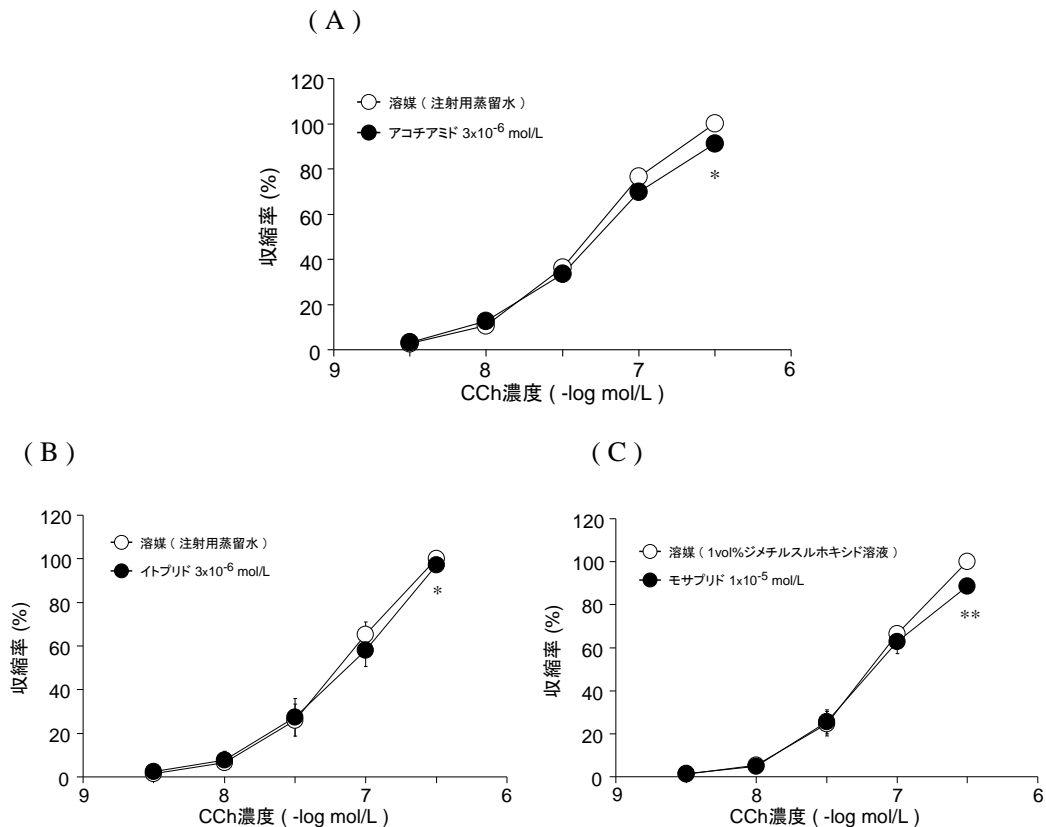 ( A )
120
100
80
60
40
20
0
収縮率 (%)
溶媒 ( 注射用蒸留水 )
アコチアミド 3x10-6 mol/L
*
9 8 7 6
CCh濃度 ( -log mol/L )
( B )
120
100
80
60
40
20
0
収縮率 (%)
溶媒 ( 注射用蒸留水 )
イトプリド 3x10-6 mol/L
*
9 8 7 6
CCh濃度 ( -log mol/L )
( C )
120
100
80
60
40
20
0
収縮率 (%)
溶媒 ( 1vol%ジメチルスルホキシド溶液 )
モサプリド 1x10-5 mol/L
**
9 8 7 6
CCh濃度 ( -log mol/L )